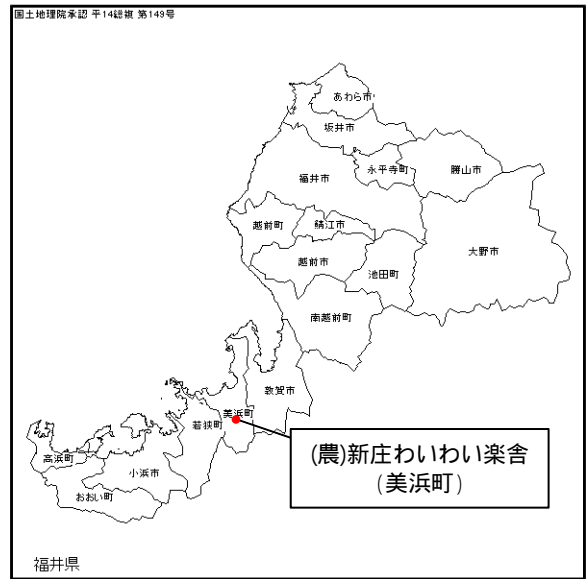 国土地理院承認 平14総複 第149号
あわら市
坂井市
福井市
永平寺町
勝山市
越前町
鯖江市
越前市
池田町
大野市
南越前町
敦賀市
美浜町
若狭町
高浜町
小浜市
おおい町
(農)新庄わいわい楽舎
(美浜町)
福井県